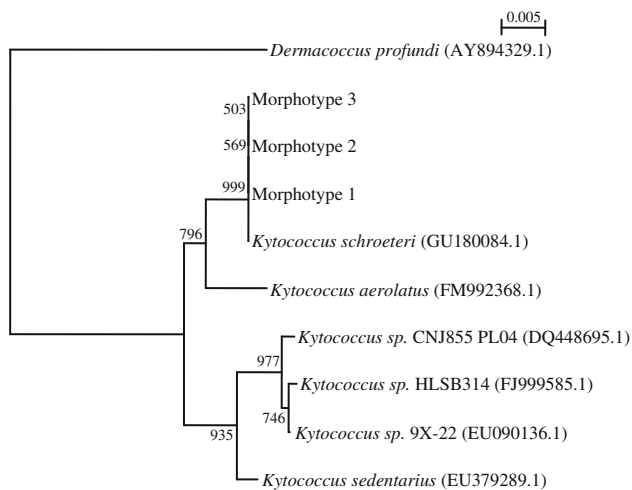 0.005
Dermacoccus profundi (AY894329.1)
Morphotype 3
503
569
Morphotype 2
999
Morphotype 1
796
Kytococcus schroeteri (GU180084.1)
Kytococcus aerolatus (FM992368.1)
Kytococcus sp. CNJ855 PL04 (DQ448695.1)
977
Kytococcus sp. HLSB314 (FJ999585.1)
746
Kytococcus sp. 9X-22 (EU090136.1)
935
Kytococcus sedentarius (EU379289.1)